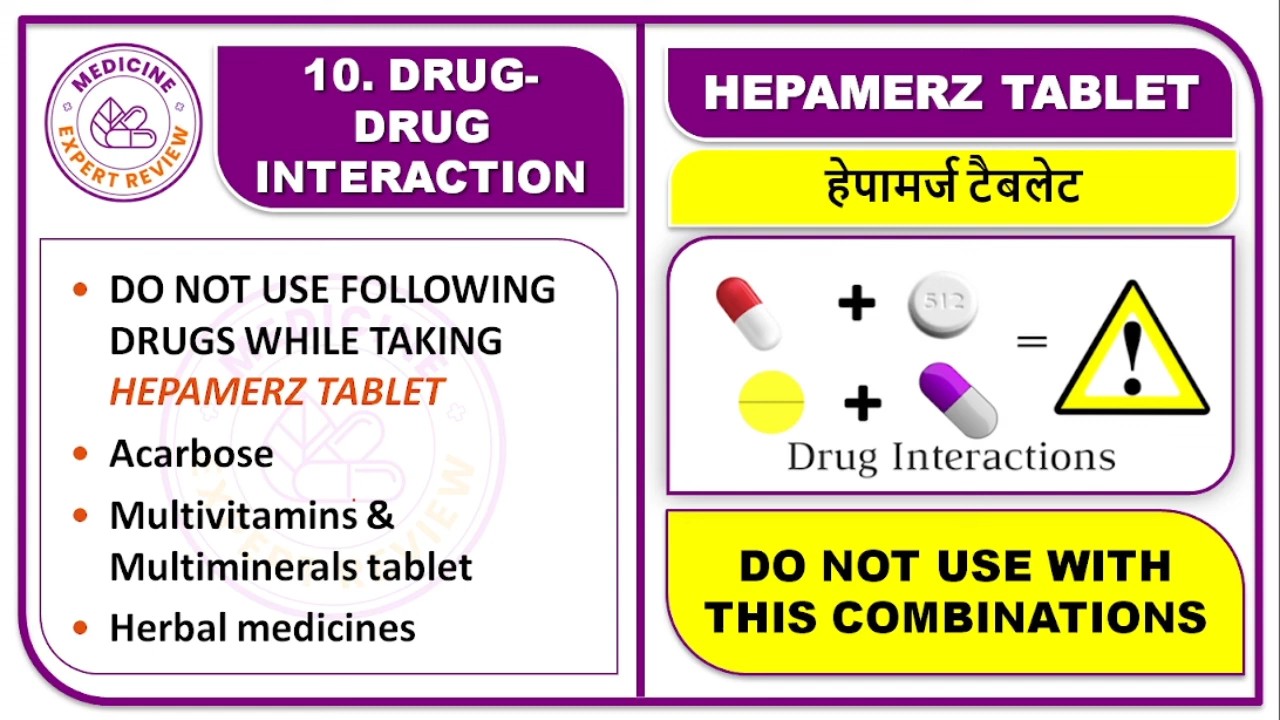 MEDICINE
EXPERT REVIEW
10. DRUG-
DRUG
INTERACTION
DO NOT USE FOLLOWING
DRUGS WHILE TAKING
HEPAMERZ TABLET
Acarbose
Multivitamins &
Multiminerals tablet
Herbal medicines
HEPAMERZ TABLET
हेपामर्ज टैबलेट
512
Drug Interactions
DO NOT USE WITH
THIS COMBINATIONS